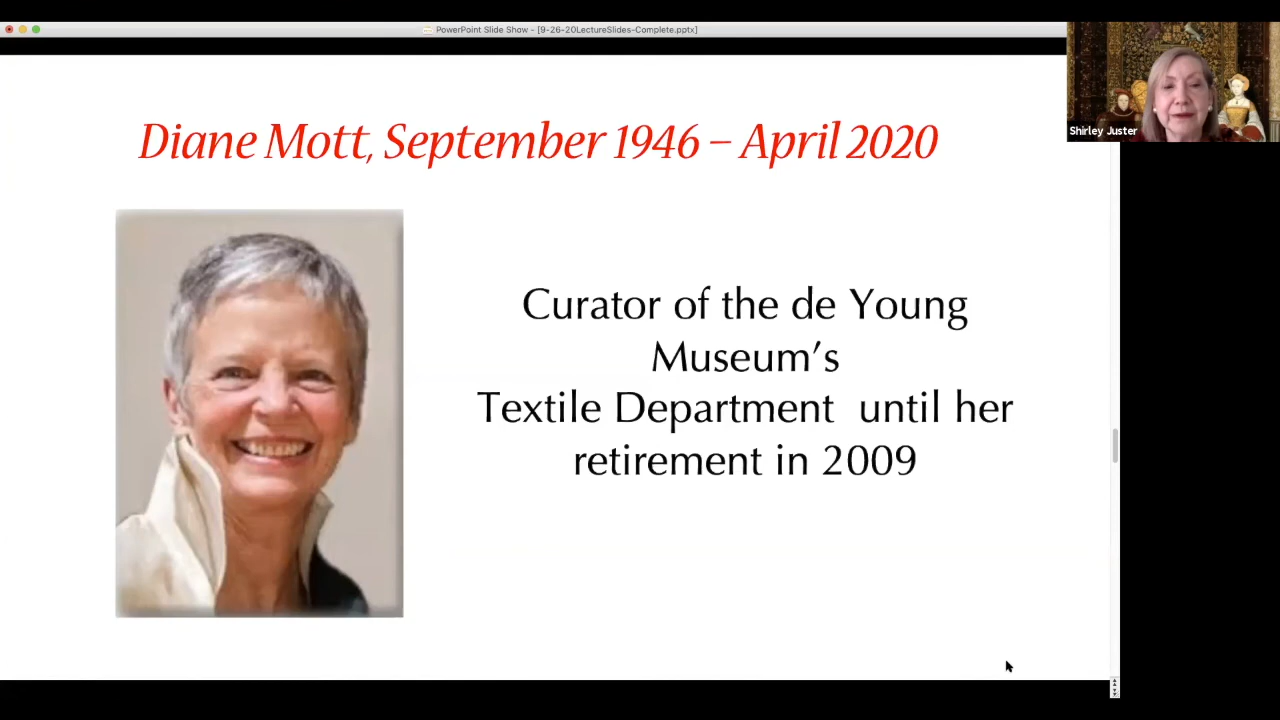 PowerPoint Slide Show - [9-26-20LectureSlides-Complete.pptx]
Shirley Juster
Diane Mott, September 1946 – April 2020
Curator of the de Young
Museum’s
Textile Department  until her
retirement in 2009